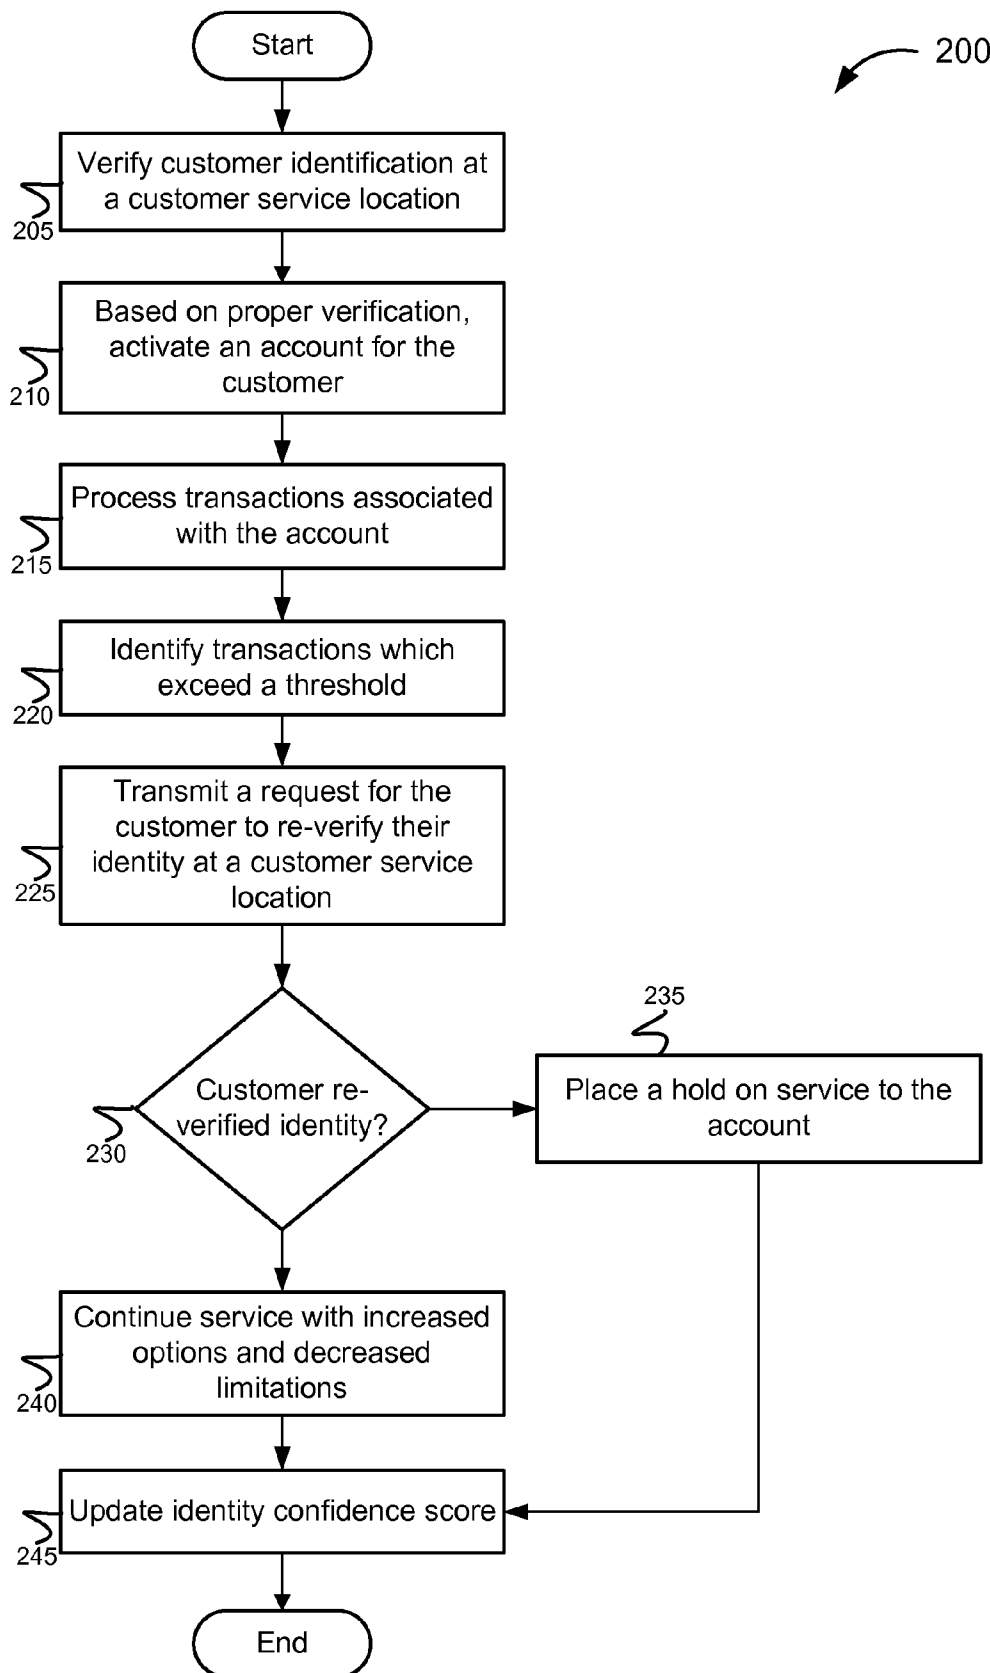 Start
200
Verify customer identification at
a customer service location
205
Based on proper verification,
activate an account for the
customer
210
Process transactions associated
with the account
215
Identify transactions which
exceed a threshold
220
Transmit a request for the
customer to re-verify their
identity at a customer service
location
225
235
Customer re-
verified identity?
230
Place a hold on service to the
account
Continue service with increased
options and decreased
limitations
240
Update identity confidence score
245
End